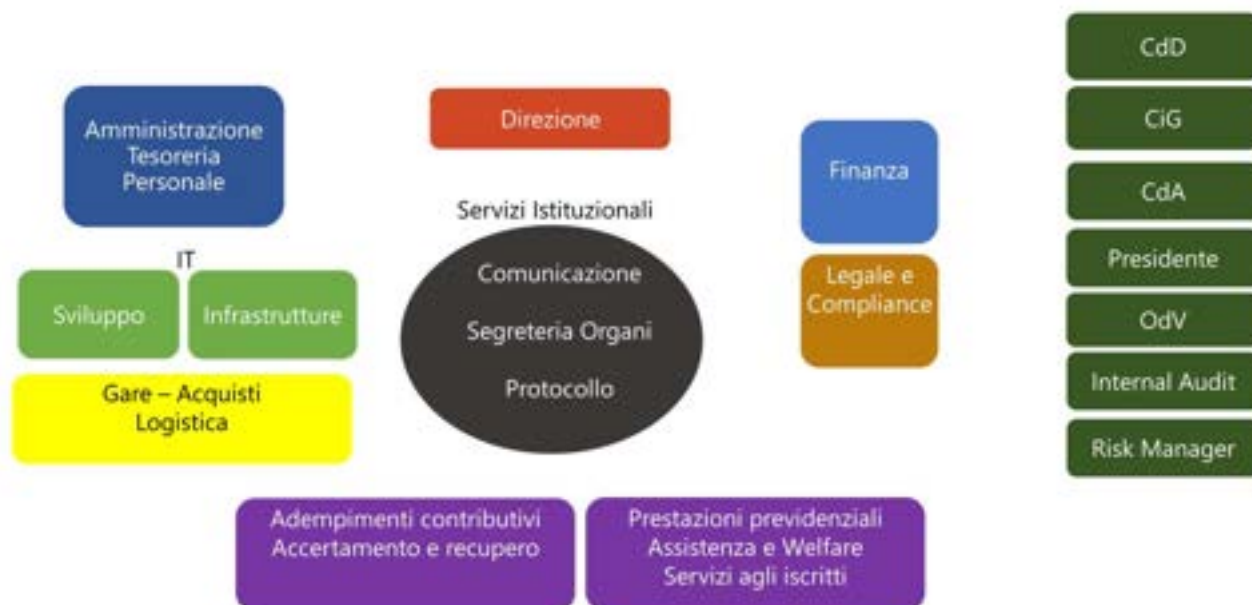 Amministrazione
Tesoreria
Personale
Direzione
Finanza
Servizi Istituzionali
Comunicazione
Segreteria Organi
Protocollo
IT
Sviluppo
Infrastrutture
Legale e
Compliance
Gare – Acquisti
Logistica
Adempimenti contributivi
Accertamento e recupero
Prestazioni previdenziali
Assistenza e Welfare
Servizi agli iscritti
CdD
CiG
CdA
Presidente
OdV
Internal Audit
Risk Manager